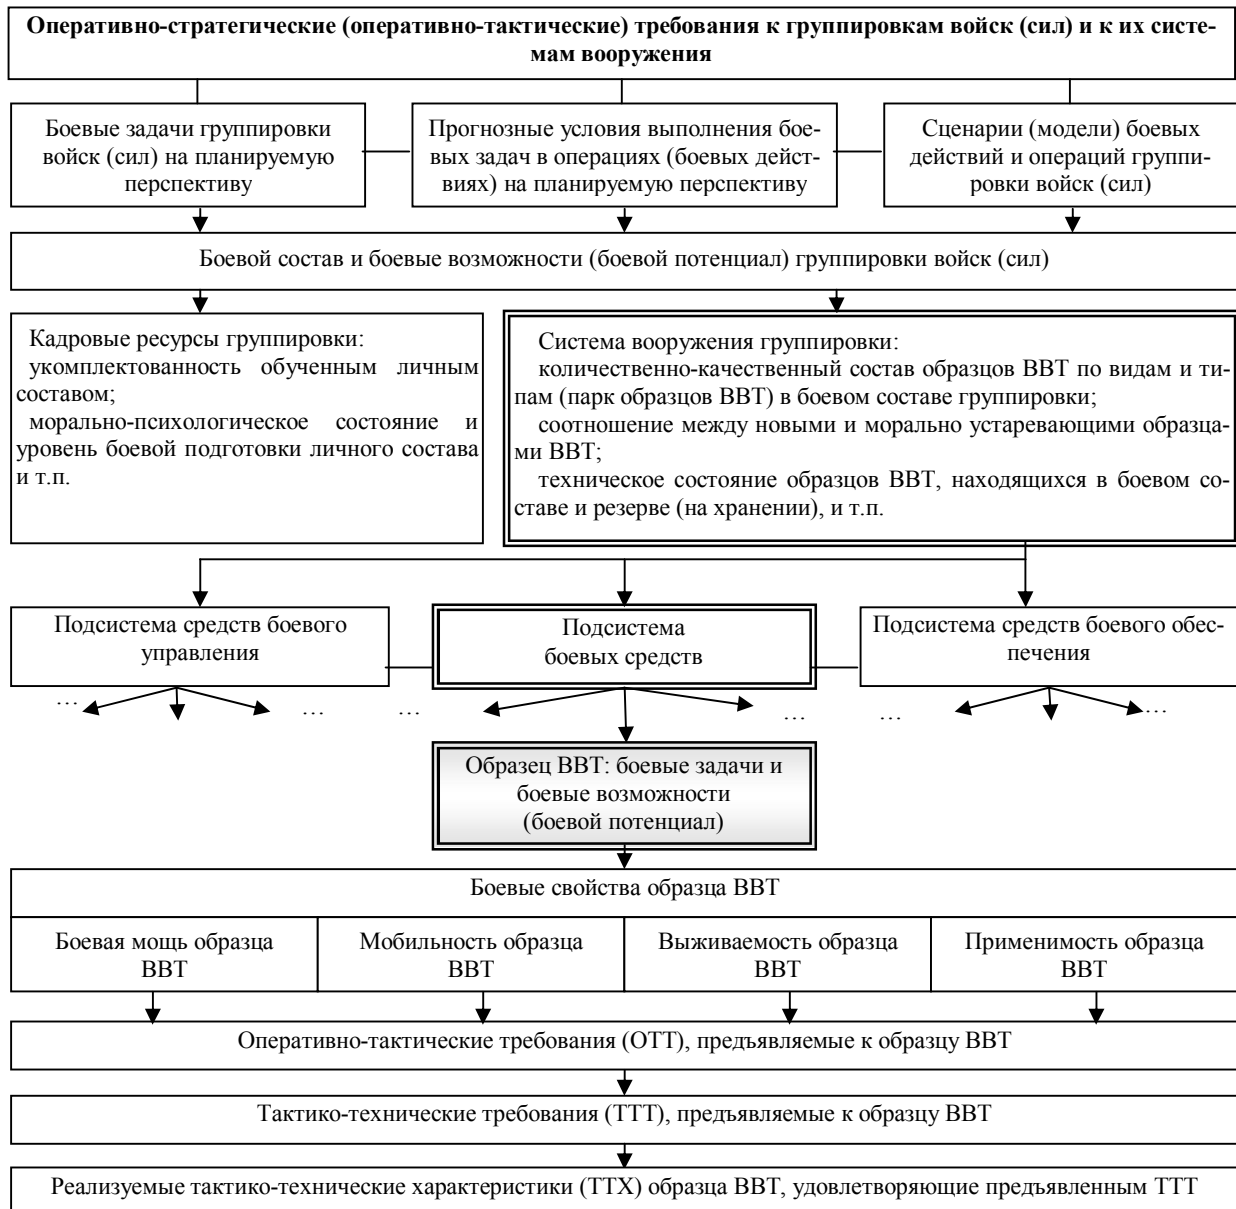 Оперативно-стратегические (оперативно-тактические) требования к группировкам войск (сил) и к их систе-
мам вооружения
Боевые задачи группировки
войск (сил) на планируемую
перспективу
Прогнозные условия выполнения бое-
вых задач в операциях (боевых дейст-
виях) на планируемую перспективу
Сценарии (модели) боевых
действий и операций группи-
ровки войск (сил)
Боевой состав и боевые возможности (боевой потенциал) группировки войск (сил)
Кадровые ресурсы группировки:
укомплектованность обученным личным
составом;
морально-психологическое состояние и
уровень боевой подготовки личного состава
и т.п.
Система вооружения группировки:
количественно-качественный состав образцов ВВТ по видам и ти-
пам (парк образцов ВВТ) в боевом составе группировки;
соотношение между новыми и морально устаревающими образца-
ми ВВТ;
техническое состояние образцов ВВТ, находящихся в боевом со-
ставе и резерве (на хранении), и т.п.
Подсистема средств боевого
управления
Подсистема
боевых средств
Подсистема средств боевого обес-
печения
… … … … … …
Образец ВВТ: боевые задачи и
боевые возможности
(боевой потенциал)
Боевые свойства образца ВВТ
Боевая мощь образца
ВВТ
Мобильность образца
ВВТ
Выживаемость образца
ВВТ
Применимость образца
ВВТ
Оперативно-тактические требования (ОТТ), предъявляемые к образцу ВВТ
Тактико-технические требования (ТТТ), предъявляемые к образцу ВВТ
Реализуемые тактико-технические характеристики (ТТХ) образца ВВТ, удовлетворяющие предъявленным ТТТ